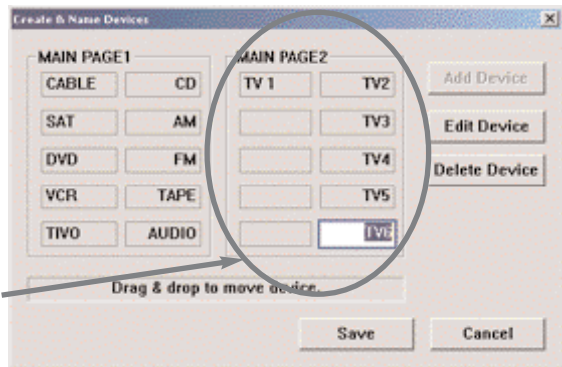 Create & Name Devices
MAIN PAGE1
MAIN PAGE2
CABLE CD TV 1 TV2
Add Device
SAT AM TV3
Edit Device
DVD FM TV4
Delete Device
VCR TAPE TV5
TIVO AUDIO TV6
Drag & drop to move device.
Save Cancel